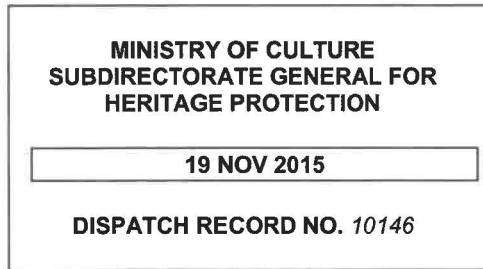 MINISTRY OF CULTURE
SUBDIRECTORATE GENERAL FOR
HERITAGE PROTECTION
19 NOV 2015
DISPATCH RECORD NO. 10146